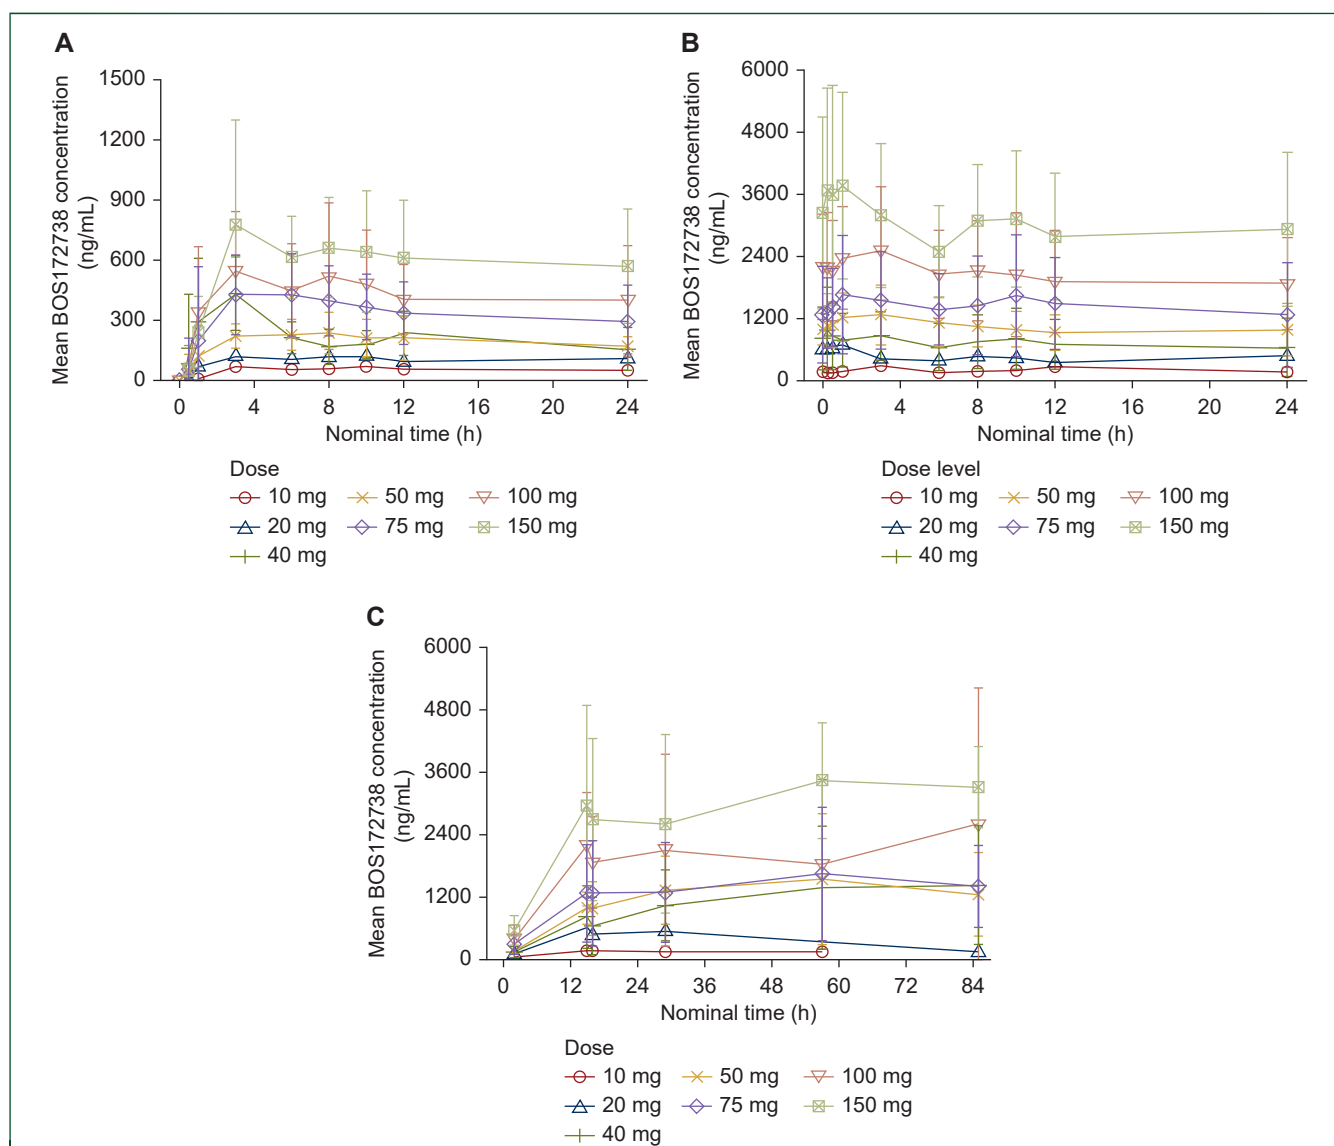 A
Mean BOS172738 concentration
(ng/mL)
1500
1200
900
600
300
0
0 4 8 12 16 20 24
Nominal time (h)
Dose
10 mg 50 mg 100 mg
20 mg 75 mg 150 mg
40 mg
B
Mean BOS172738 concentration
(ng/mL)
6000
4800
3600
2400
1200
0
0 4 8 12 16 20 24
Nominal time (h)
Dose level
10 mg 50 mg 100 mg
20 mg 75 mg 150 mg
40 mg
C
Mean BOS172738 concentration
(ng/mL)
6000
4800
3600
2400
1200
0
0 12 24 36 48 60 72 84
Nominal time (h)
Dose
10 mg 50 mg 100 mg
20 mg 75 mg 150 mg
40 mg